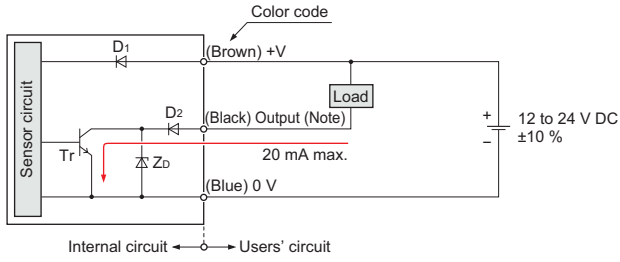 Color code
D1
(Brown) +V
Sensor circuit
Load
D2
(Black) Output (Note)
+
12 to 24 V DC
±10 %
−
Tr
ZD
20 mA max.
(Blue) 0 V
Internal circuit
Users' circuit